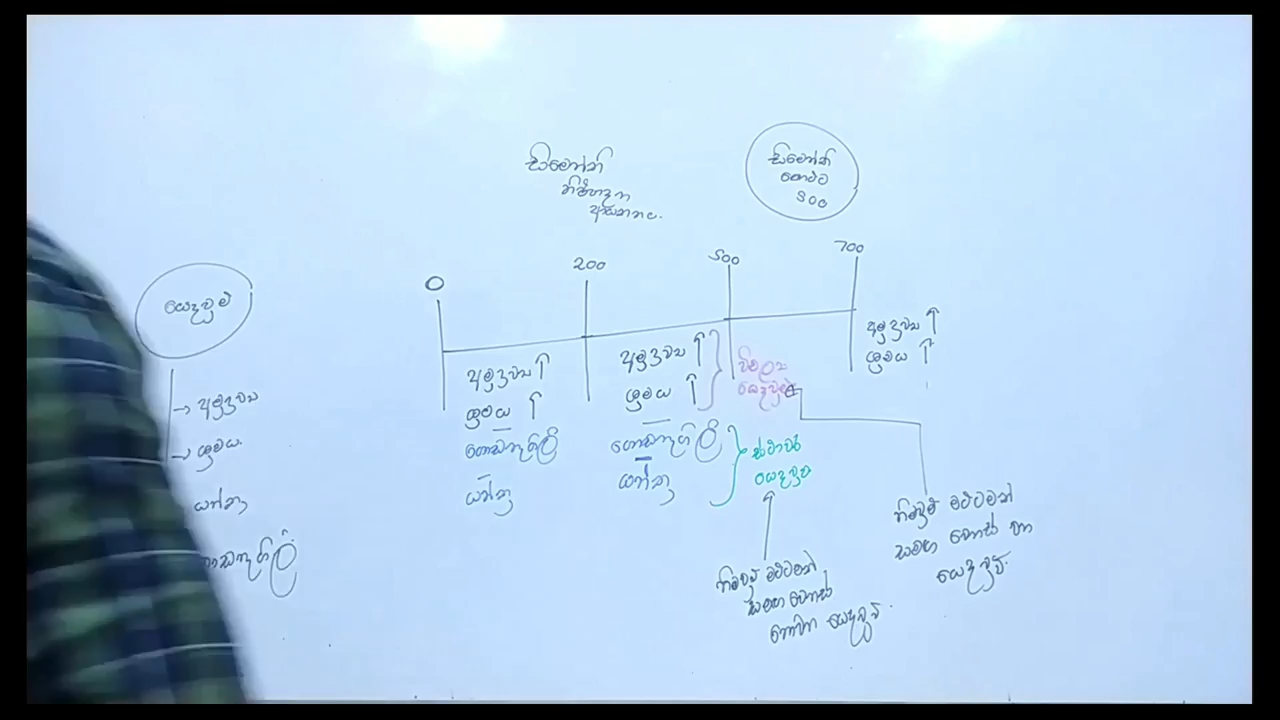 සිමෙන්ති
නිෂ්පාදන
සිමෙන්ති
කොට්ට
500
0
200
500
700
යෙදවුම්
→ අමුද්‍රව්‍ය
→ ශ්‍රමය
යන්ත්‍ර
ගොඩනැගිලි
අමුද්‍රව්‍ය ↑
ශ්‍රමය ↑
ගොඩනැගිලි
යන්ත්‍ර
අමුද්‍රව්‍ය ↑
ශ්‍රමය ↑
ගොඩනැගිලි
යන්ත්‍ර
විචල්‍ය
යෙදවුම්
ස්ථාවර
යෙදවුම්
අමුද්‍රව්‍ය ↑
ශ්‍රමය ↑
නිමවුම් මට්ටමත්
සමඟ වෙනස්
නොවන යෙදවුම්
නිමවුම් මට්ටමත්
සමඟ වෙනස් වන
යෙදවුම්